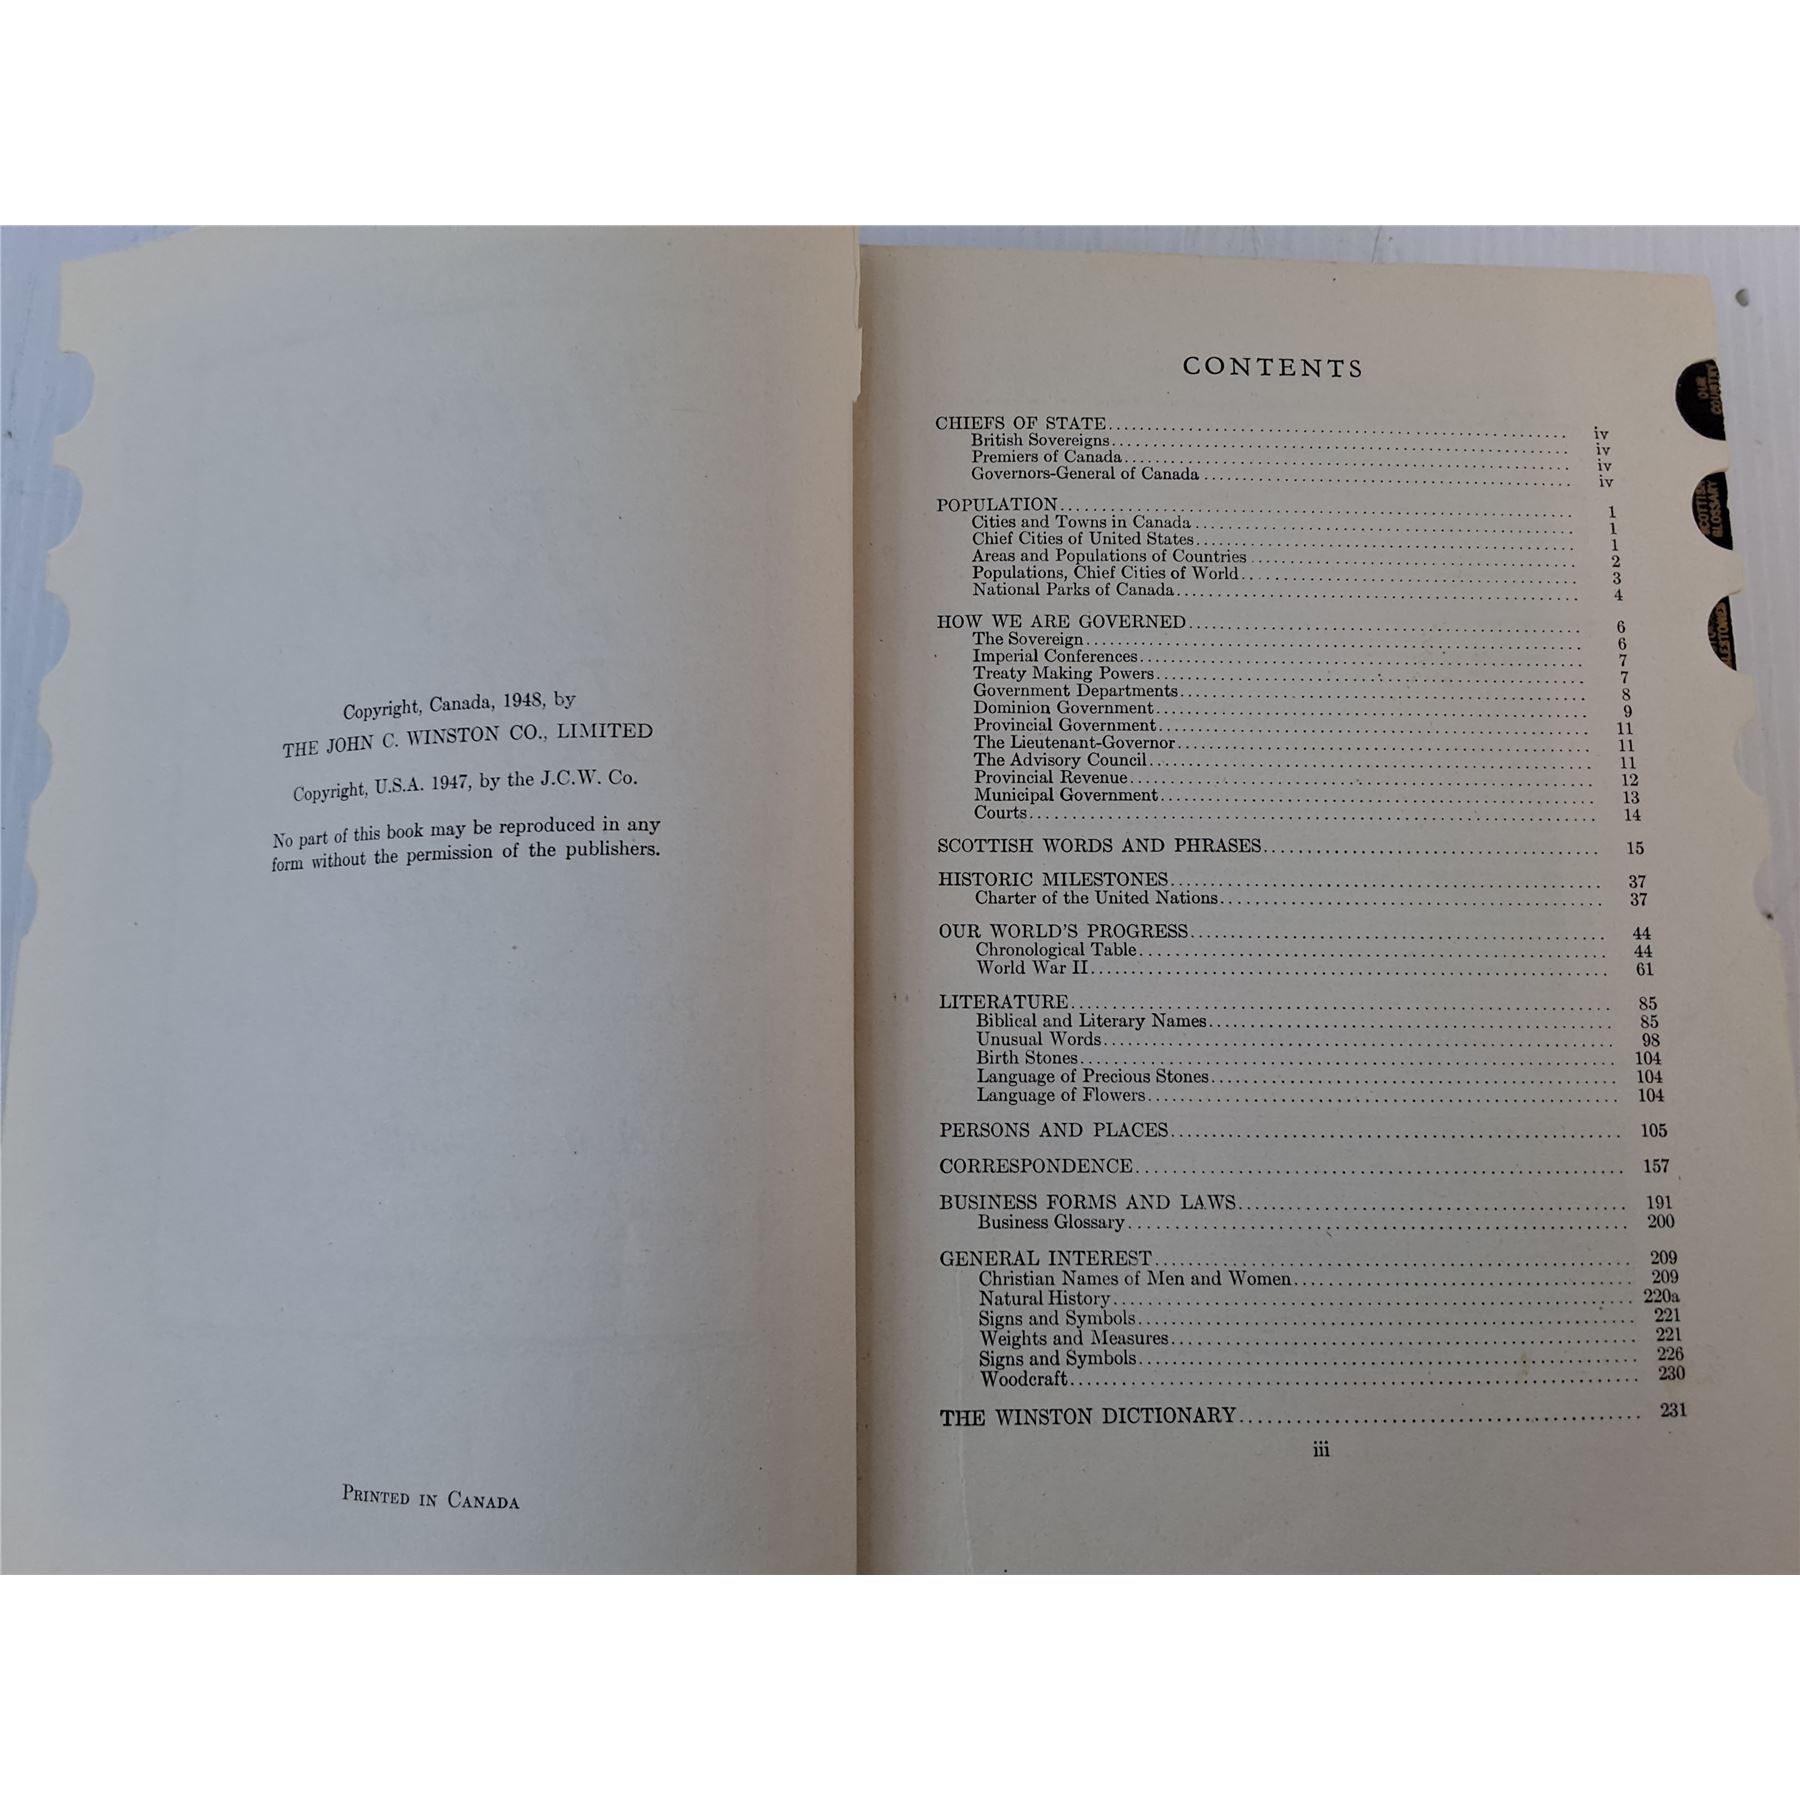 Copyright, Canada, 1948, by
THE JOHN C. WINSTON CO., LIMITED
Copyright, U.S.A. 1947, by the J.C.W. Co.
No part of this book may be reproduced in any
form without the permission of the publishers.
PRINTED IN CANADA
CONTENTS
CHIEFS OF STATE iv
British Sovereigns iv
Premiers of Canada iv
Governors-General of Canada iv
POPULATION 1
Cities and Towns in Canada 1
Chief Cities of United States 1
Areas and Populations of Countries 2
Populations, Chief Cities of World 3
National Parks of Canada 4
HOW WE ARE GOVERNED 6
The Sovereign 6
Imperial Conferences 7
Treaty Making Powers 7
Government Departments 8
Dominion Government 9
Provincial Government 11
The Lieutenant-Governor 11
The Advisory Council 11
Provincial Revenue 12
Municipal Government 13
Courts 14
SCOTTISH WORDS AND PHRASES 15
HISTORIC MILESTONES 37
Charter of the United Nations 37
OUR WORLD'S PROGRESS 44
Chronological Table 44
World War II 61
LITERATURE 85
Biblical and Literary Names 85
Unusual Words 98
Birth Stones 104
Language of Precious Stones 104
Language of Flowers 104
PERSONS AND PLACES 105
CORRESPONDENCE 157
BUSINESS FORMS AND LAWS 191
Business Glossary 200
GENERAL INTEREST 209
Christian Names of Men and Women 209
Natural History 220a
Signs and Symbols 221
Weights and Measures 221
Signs and Symbols 226
Woodcraft 230
THE WINSTON DICTIONARY 231
iii
OUR
COUNTRY
GLOSSARY